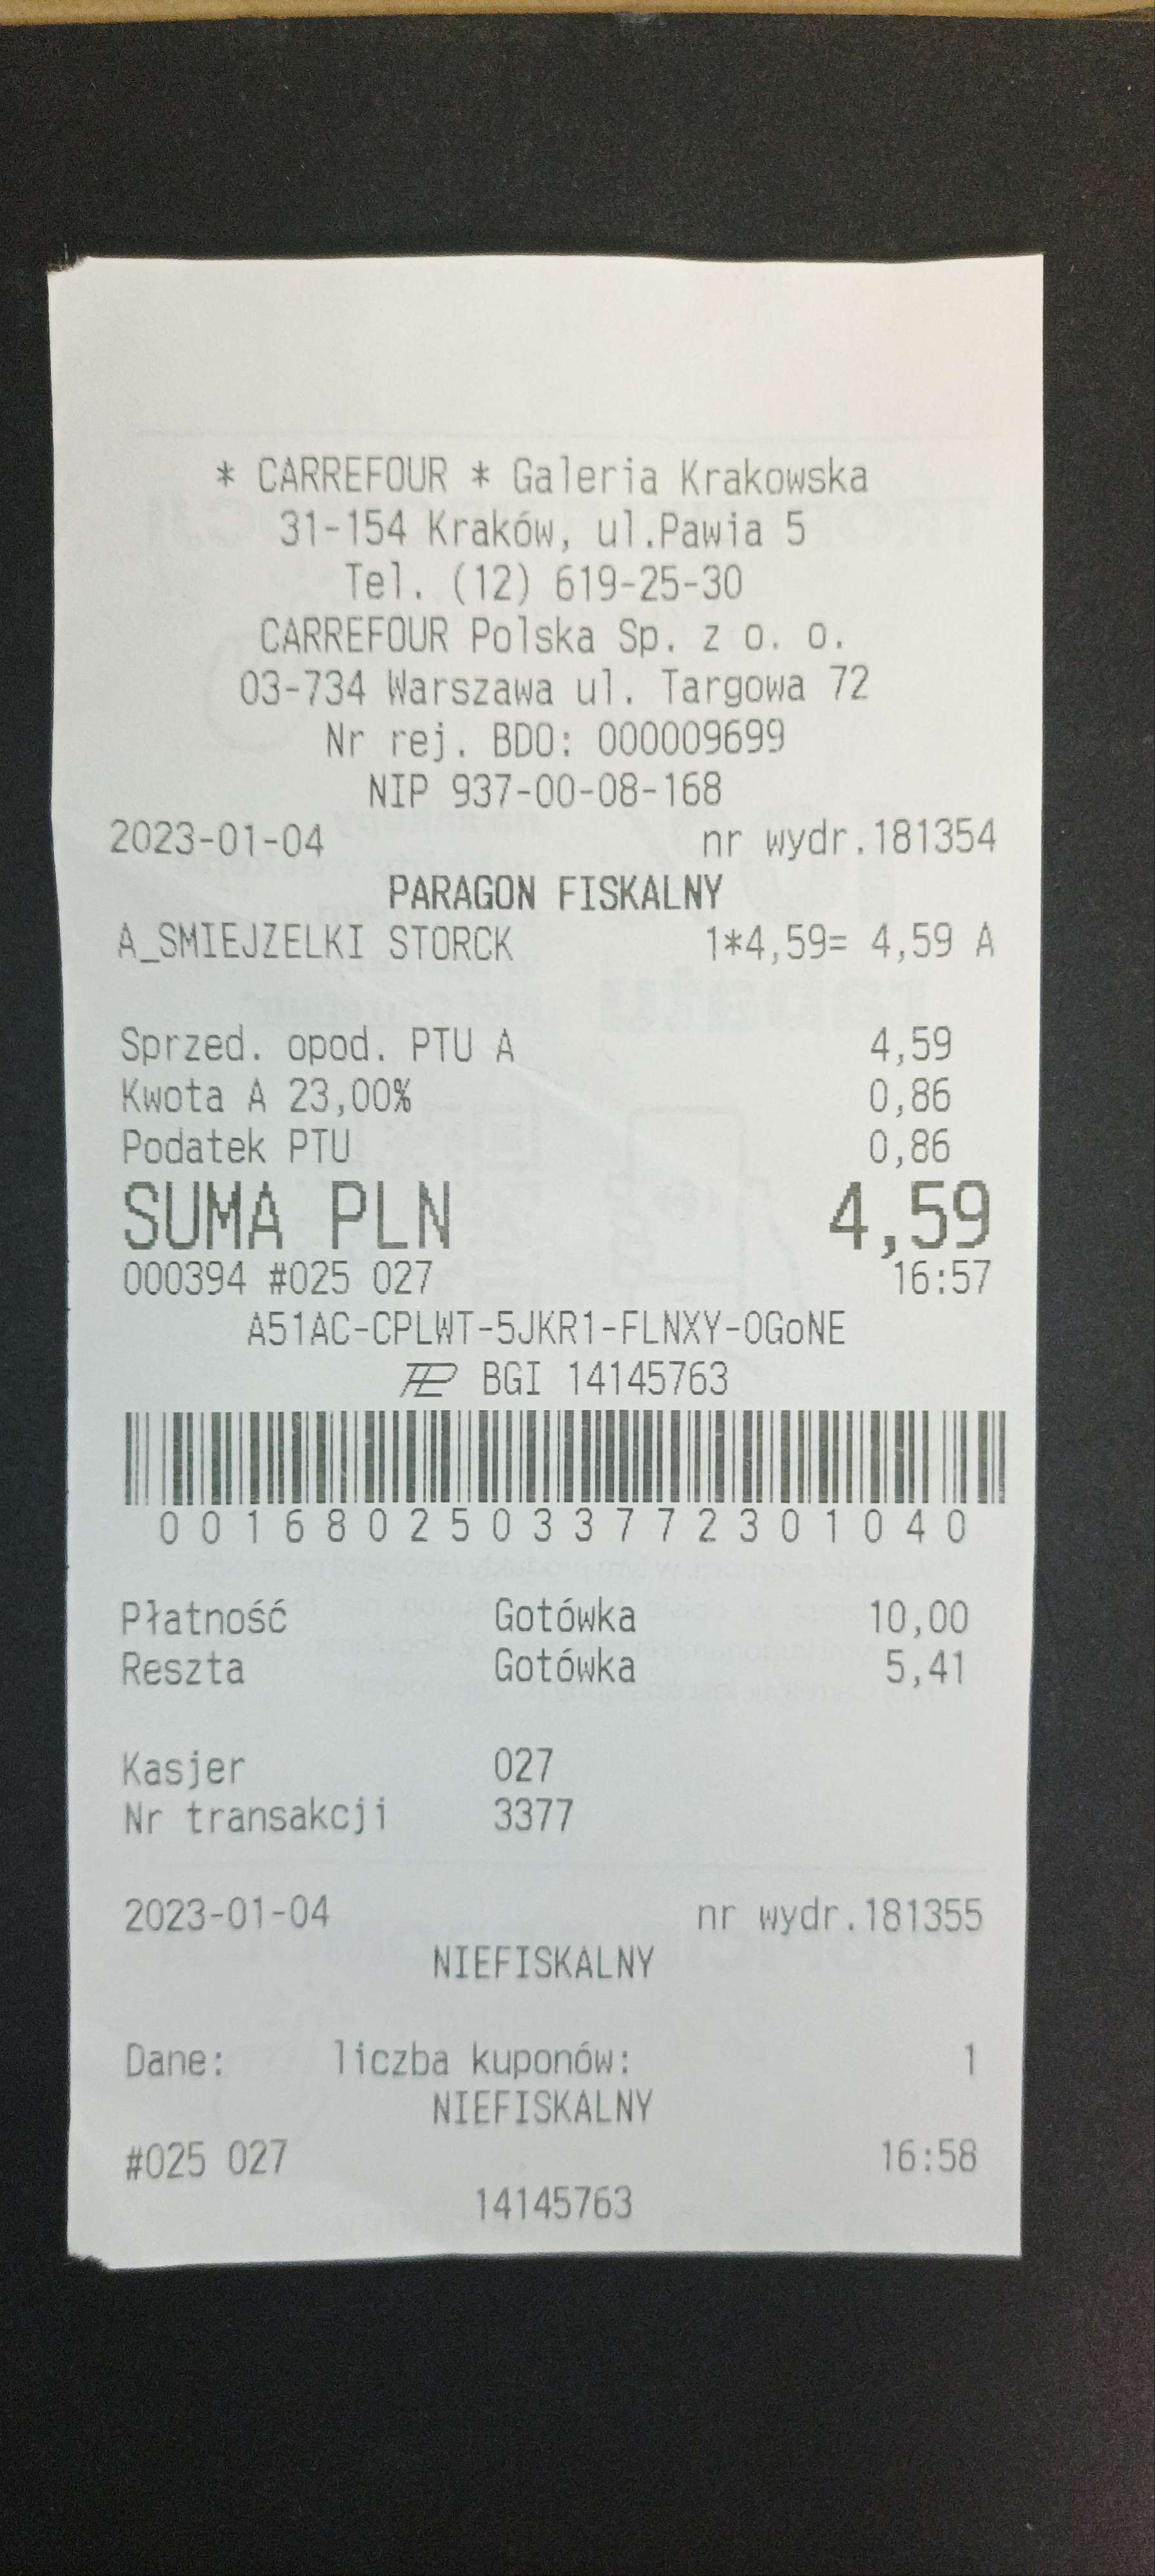 * CARREFOUR * Galeria Krakowska
31-154 Kraków, ul.Pawia 5
Tel. (12) 619-25-30
CARREFOUR Polska Sp. z o. o.
03-734 Warszawa ul. Targowa 72
Nr rej. BDO: 000009699
NIP 937-00-08-168
2023-01-04 nr wydr.181354
PARAGON FISKALNY
A_SMIEJZELKI STORCK 1*4,59= 4,59 A
Sprzed. opod. PTU A 4,59
Kwota A 23,00% 0,86
Podatek PTU 0,86
SUMA PLN 4,59
000394 #025 027 16:57
A51AC-CPLWT-5JKR1-FLNXY-OGoNE
BGI 14145763
001680250337723010​40
Płatność Gotówka 10,00
Reszta Gotówka 5,41
Kasjer 027
Nr transakcji 3377
2023-01-04 nr wydr.181355
NIEFISKALNY
Dane: liczba kuponów: 1
NIEFISKALNY
#025 027 16:58
14145763